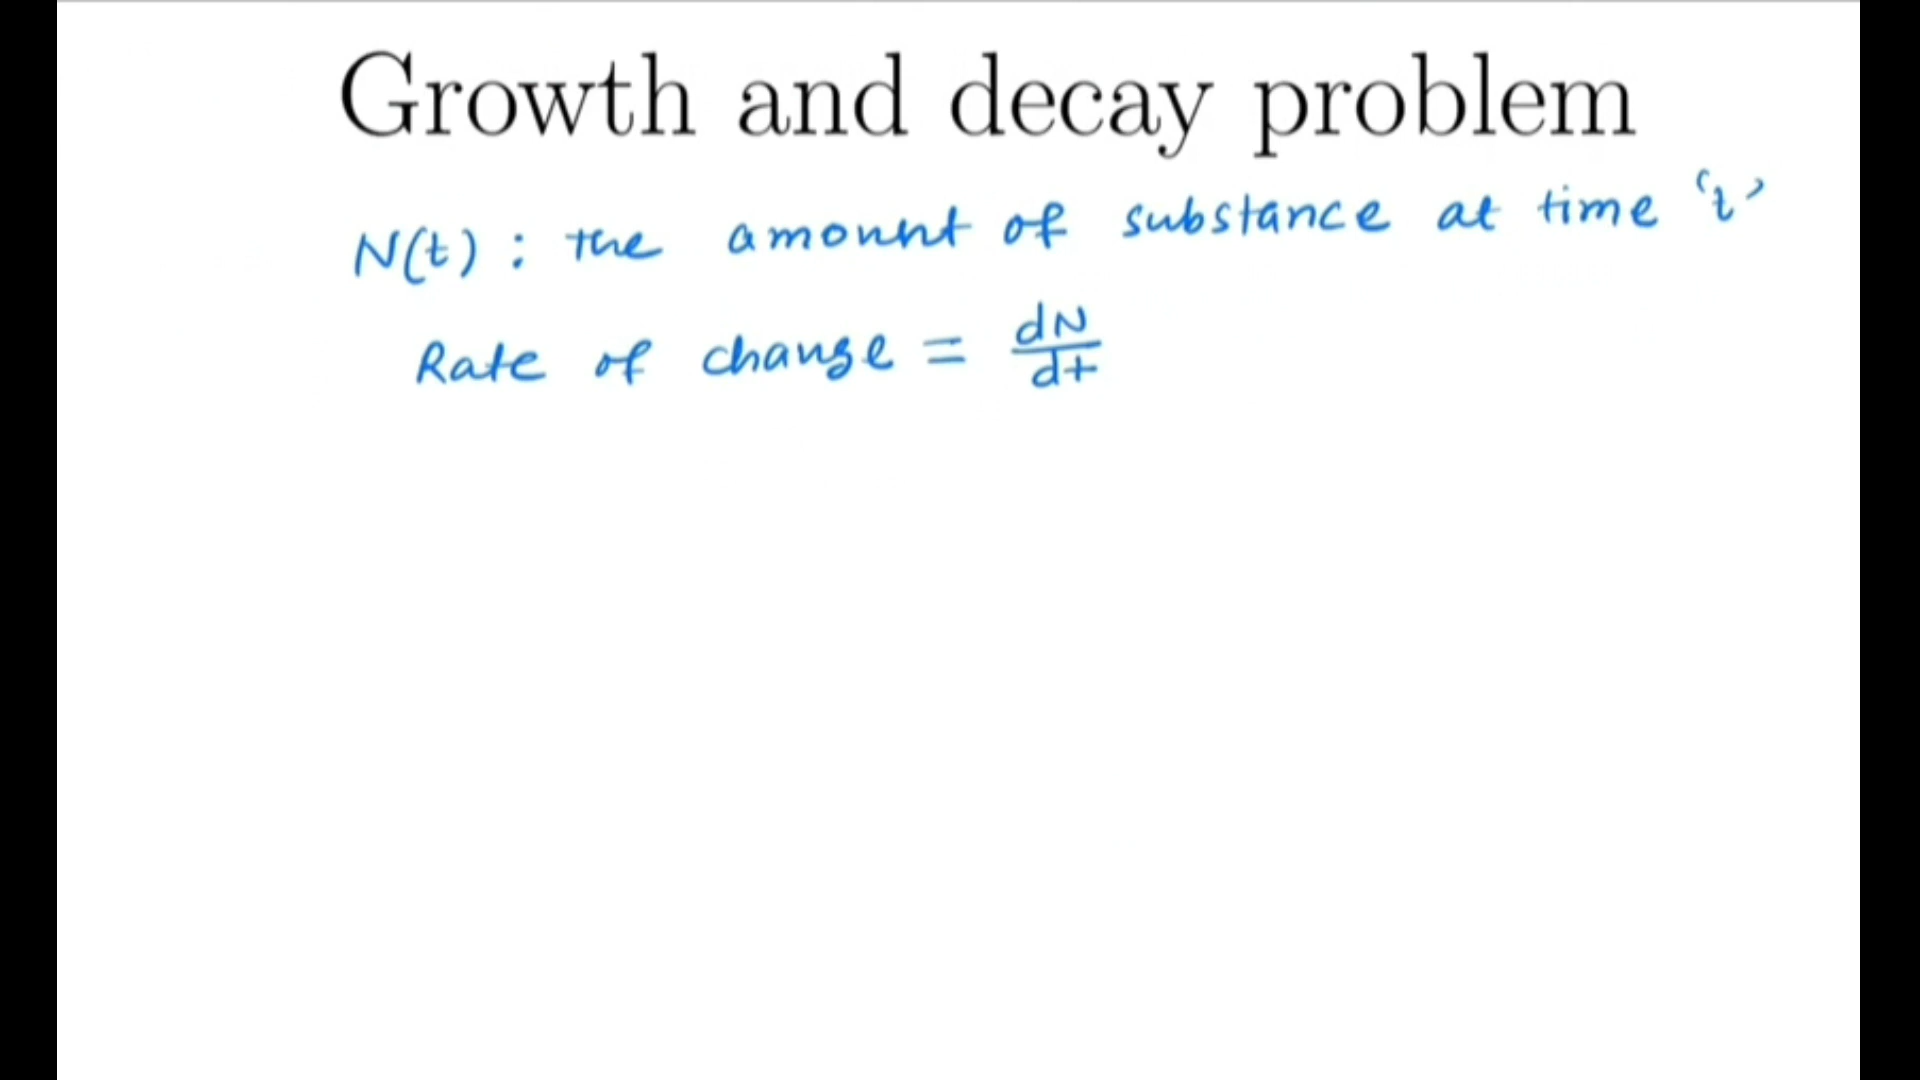 Growth and decay problem
N(t) : The amount of substance at time 't'
Rate of change = dN/dt